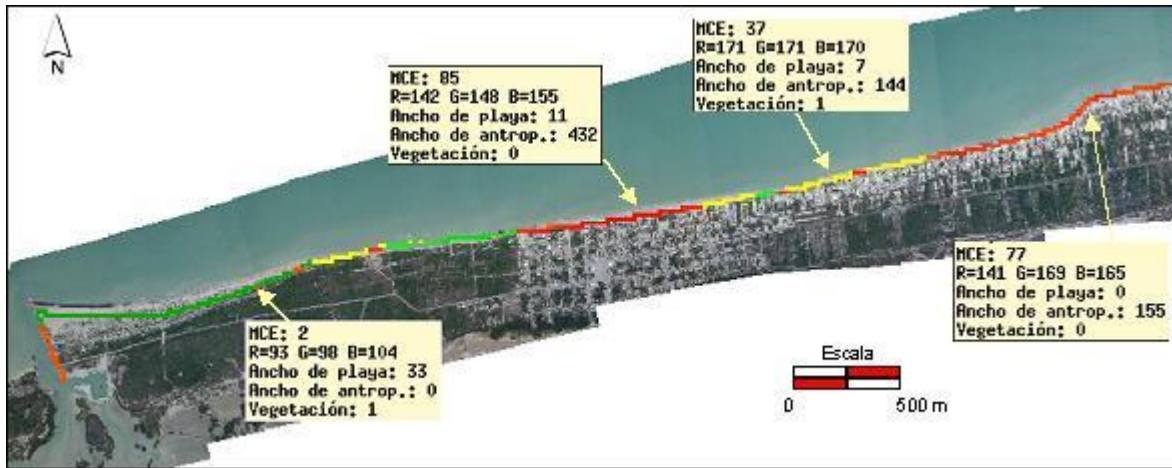 N
MCE: 37
R=171 G=171 B=170
Ancho de playa: 7
Ancho de antrop.: 144
Vegetación: 1
MCE: 85
R=142 G=148 B=155
Ancho de playa: 11
Ancho de antrop.: 432
Vegetación: 0
MCE: 77
R=141 G=169 B=165
Ancho de playa: 0
Ancho de antrop.: 155
Vegetación: 0
MCE: 2
R=93 G=98 B=104
Ancho de playa: 33
Ancho de antrop.: 0
Vegetación: 1
Escala
0 500 m